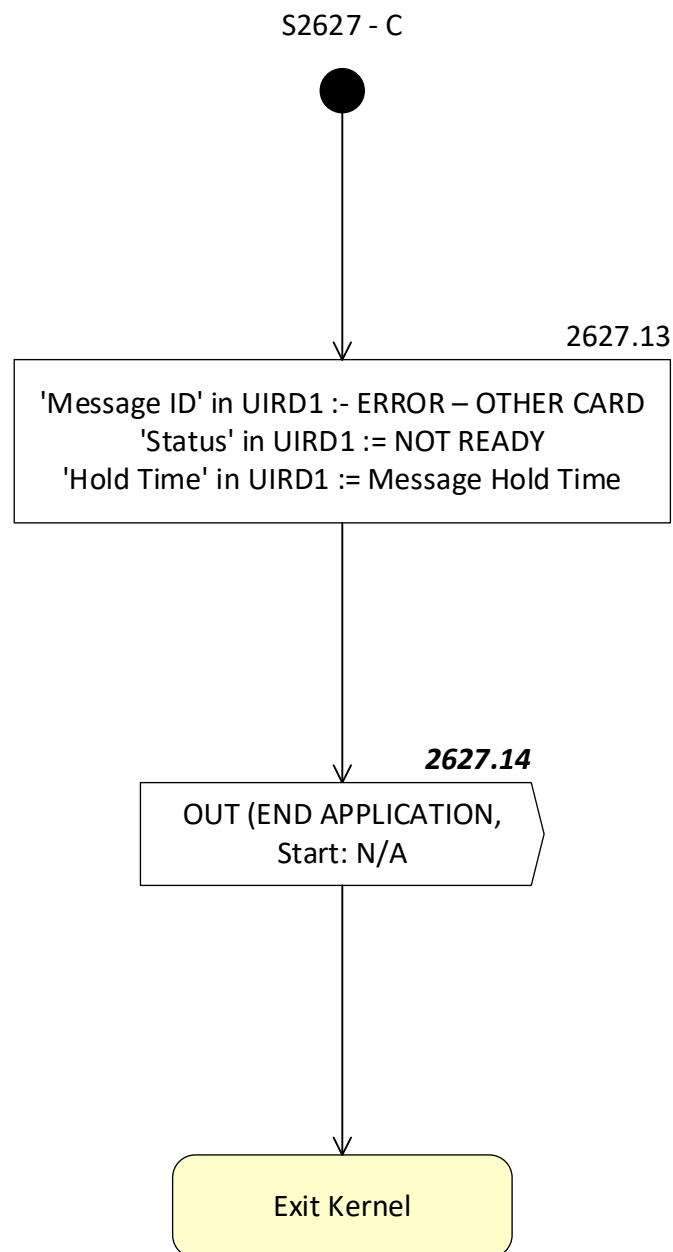 S2627 - C
2627.13
'Message ID' in UIRD1 :- ERROR – OTHER CARD
'Status' in UIRD1 := NOT READY
'Hold Time' in UIRD1 := Message Hold Time
2627.14
OUT (END APPLICATION,
Start: N/A
Exit Kernel